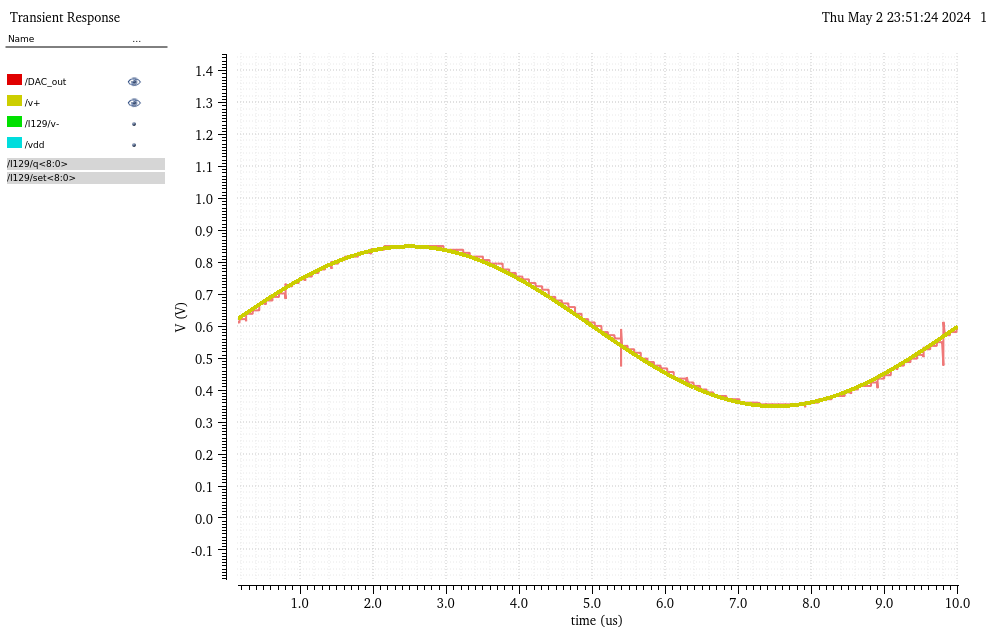 Transient Response
Thu May 2 23:51:24 2024 1
Name ...
/DAC_out
/v+
/I129/v-
/vdd
/I129/q<8:0>
/I129/set<8:0>
V (V)
1.4
1.3
1.2
1.1
1.0
0.9
0.8
0.7
0.6
0.5
0.4
0.3
0.2
0.1
0.0
-0.1
1.0 2.0 3.0 4.0 5.0 6.0 7.0 8.0 9.0 10.0
time (us)